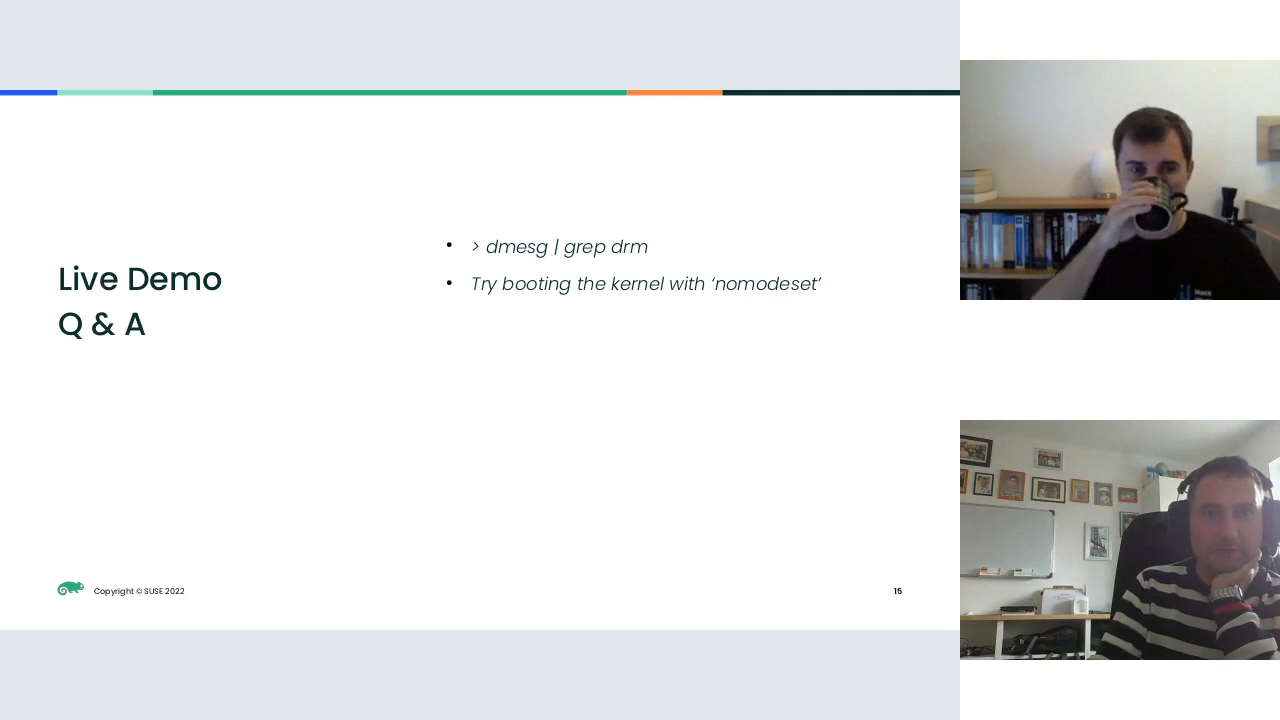 Live Demo
Q & A
• > dmesg | grep drm
• Try booting the kernel with ‘nomodeset’
Copyright © SUSE 2022
15